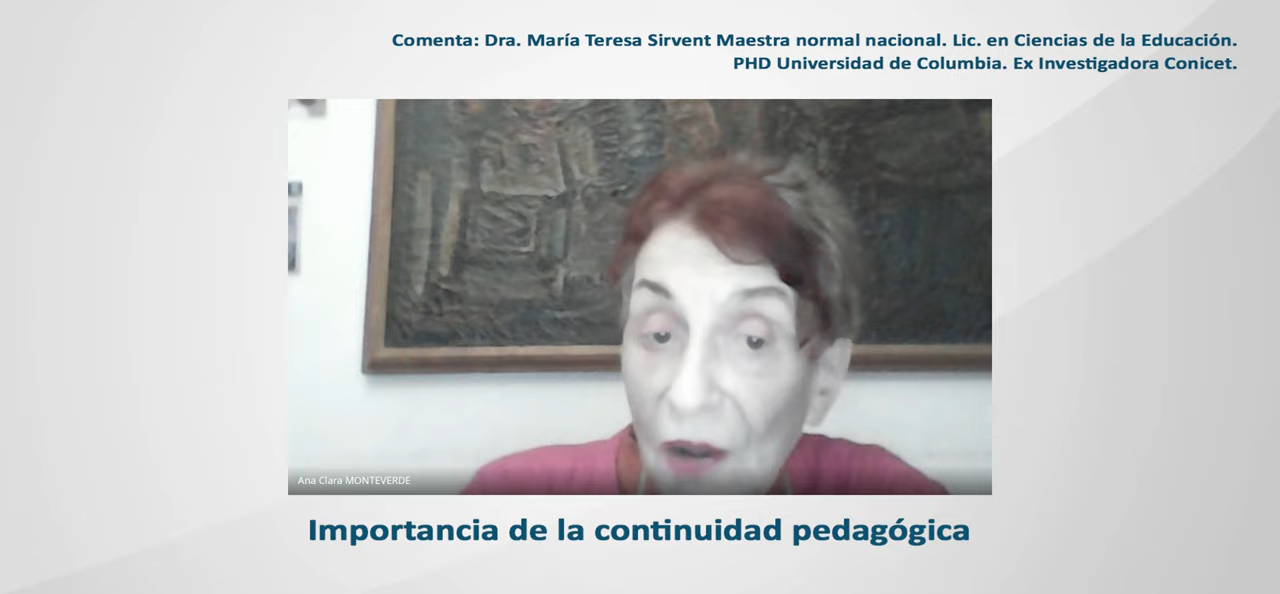 Comenta: Dra. María Teresa Sirvent Maestra normal nacional. Lic. en Ciencias de la Educación.
PHD Universidad de Columbia. Ex Investigadora Conicet.
Ana Clara MONTEVERDE
Importancia de la continuidad pedagógica